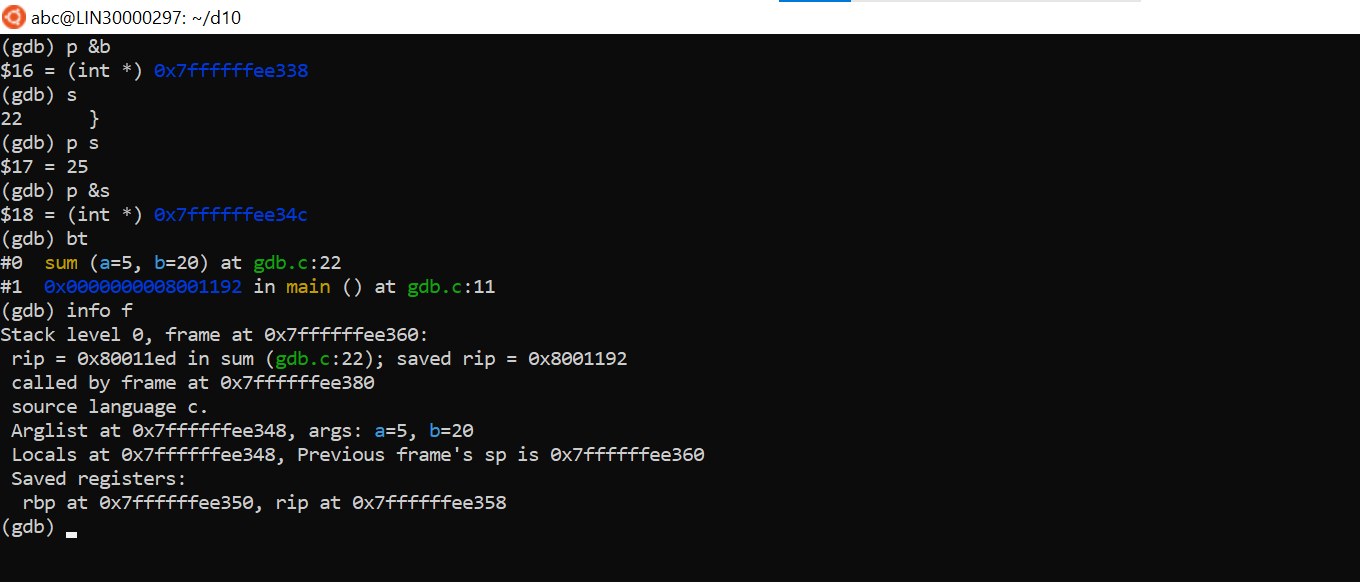 abc@LIN30000297: ~/d10
(gdb) p &b
$16 = (int *) 0x7ffffffee338
(gdb) s
22      }
(gdb) p s
$17 = 25
(gdb) p &s
$18 = (int *) 0x7ffffffee34c
(gdb) bt
#0  sum (a=5, b=20) at gdb.c:22
#1  0x0000000008001192 in main () at gdb.c:11
(gdb) info f
Stack level 0, frame at 0x7ffffffee360:
 rip = 0x80011ed in sum (gdb.c:22); saved rip = 0x8001192
 called by frame at 0x7ffffffee380
 source language c.
 Arglist at 0x7ffffffee348, args: a=5, b=20
 Locals at 0x7ffffffee348, Previous frame's sp is 0x7ffffffee360
 Saved registers:
  rbp at 0x7ffffffee350, rip at 0x7ffffffee358
(gdb)